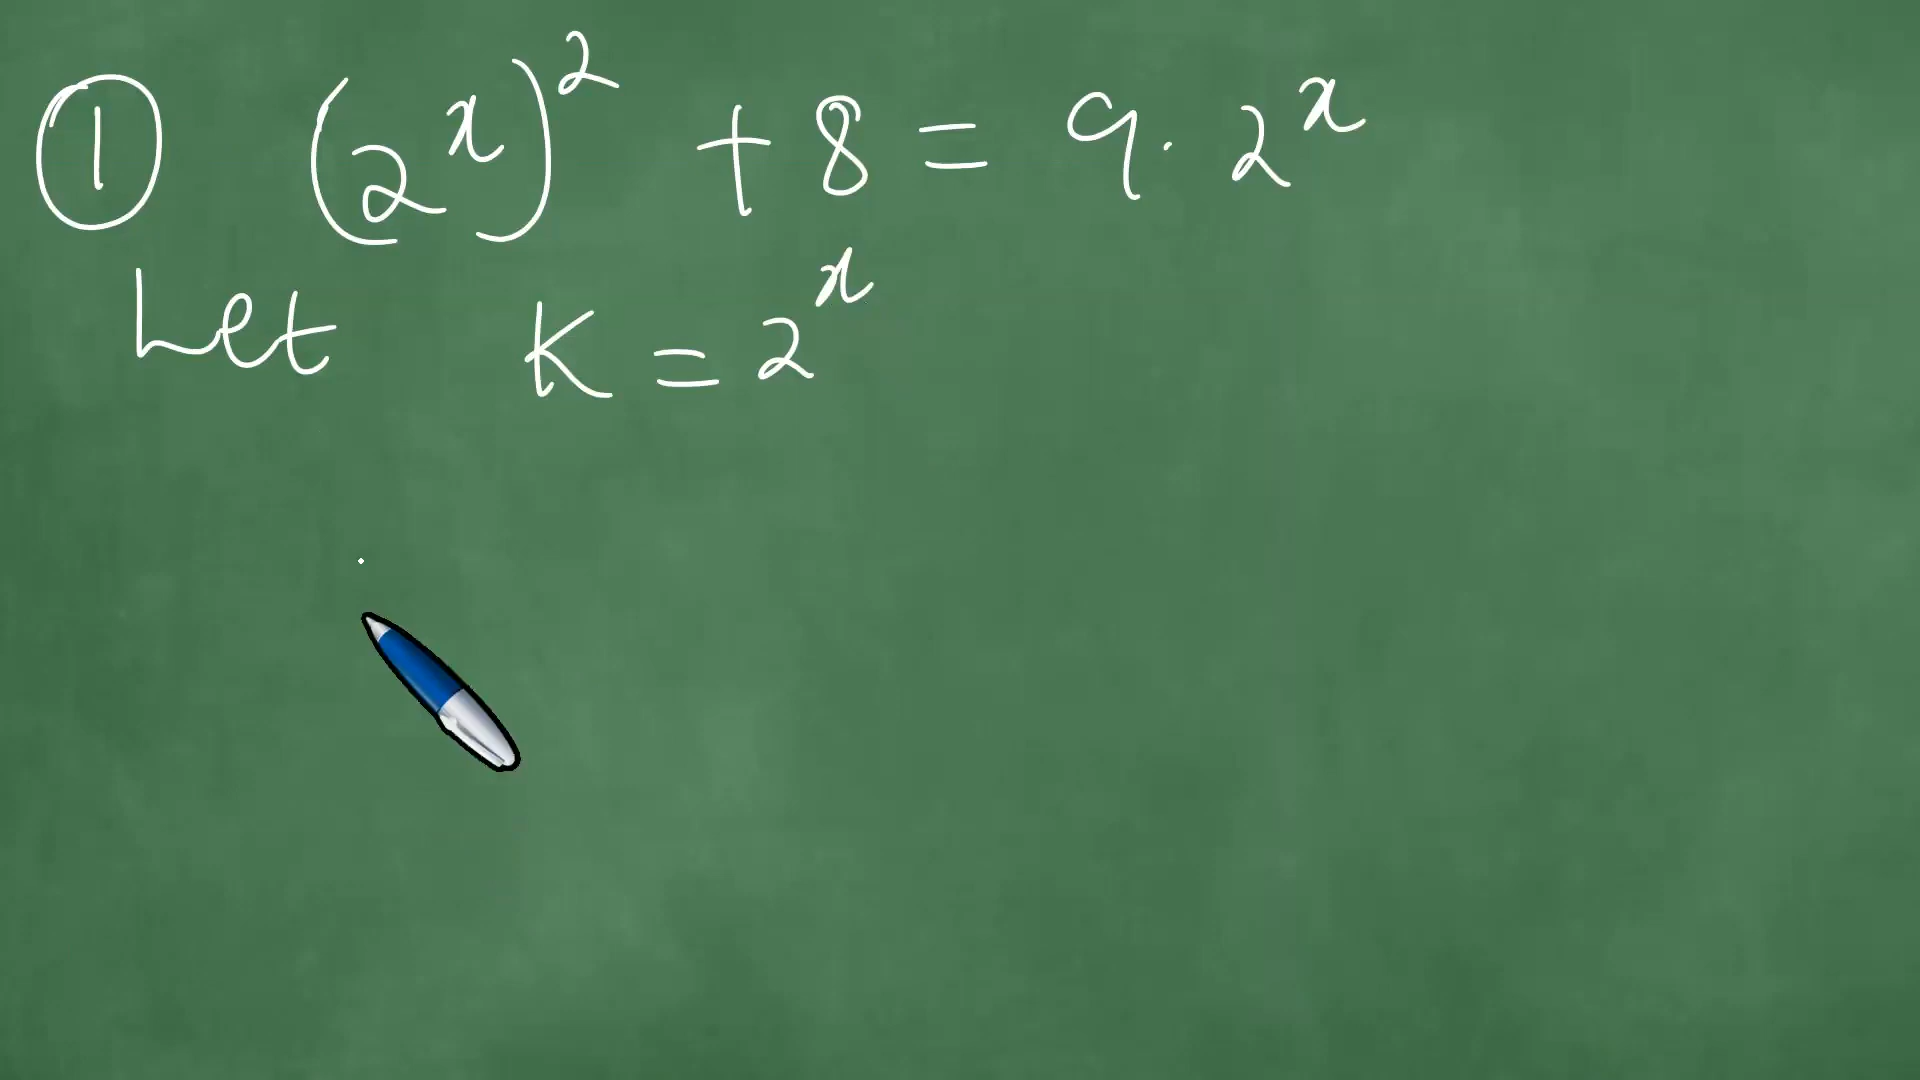 ① (2^x)^2 + 8 = 9 · 2^x
Let K = 2^x